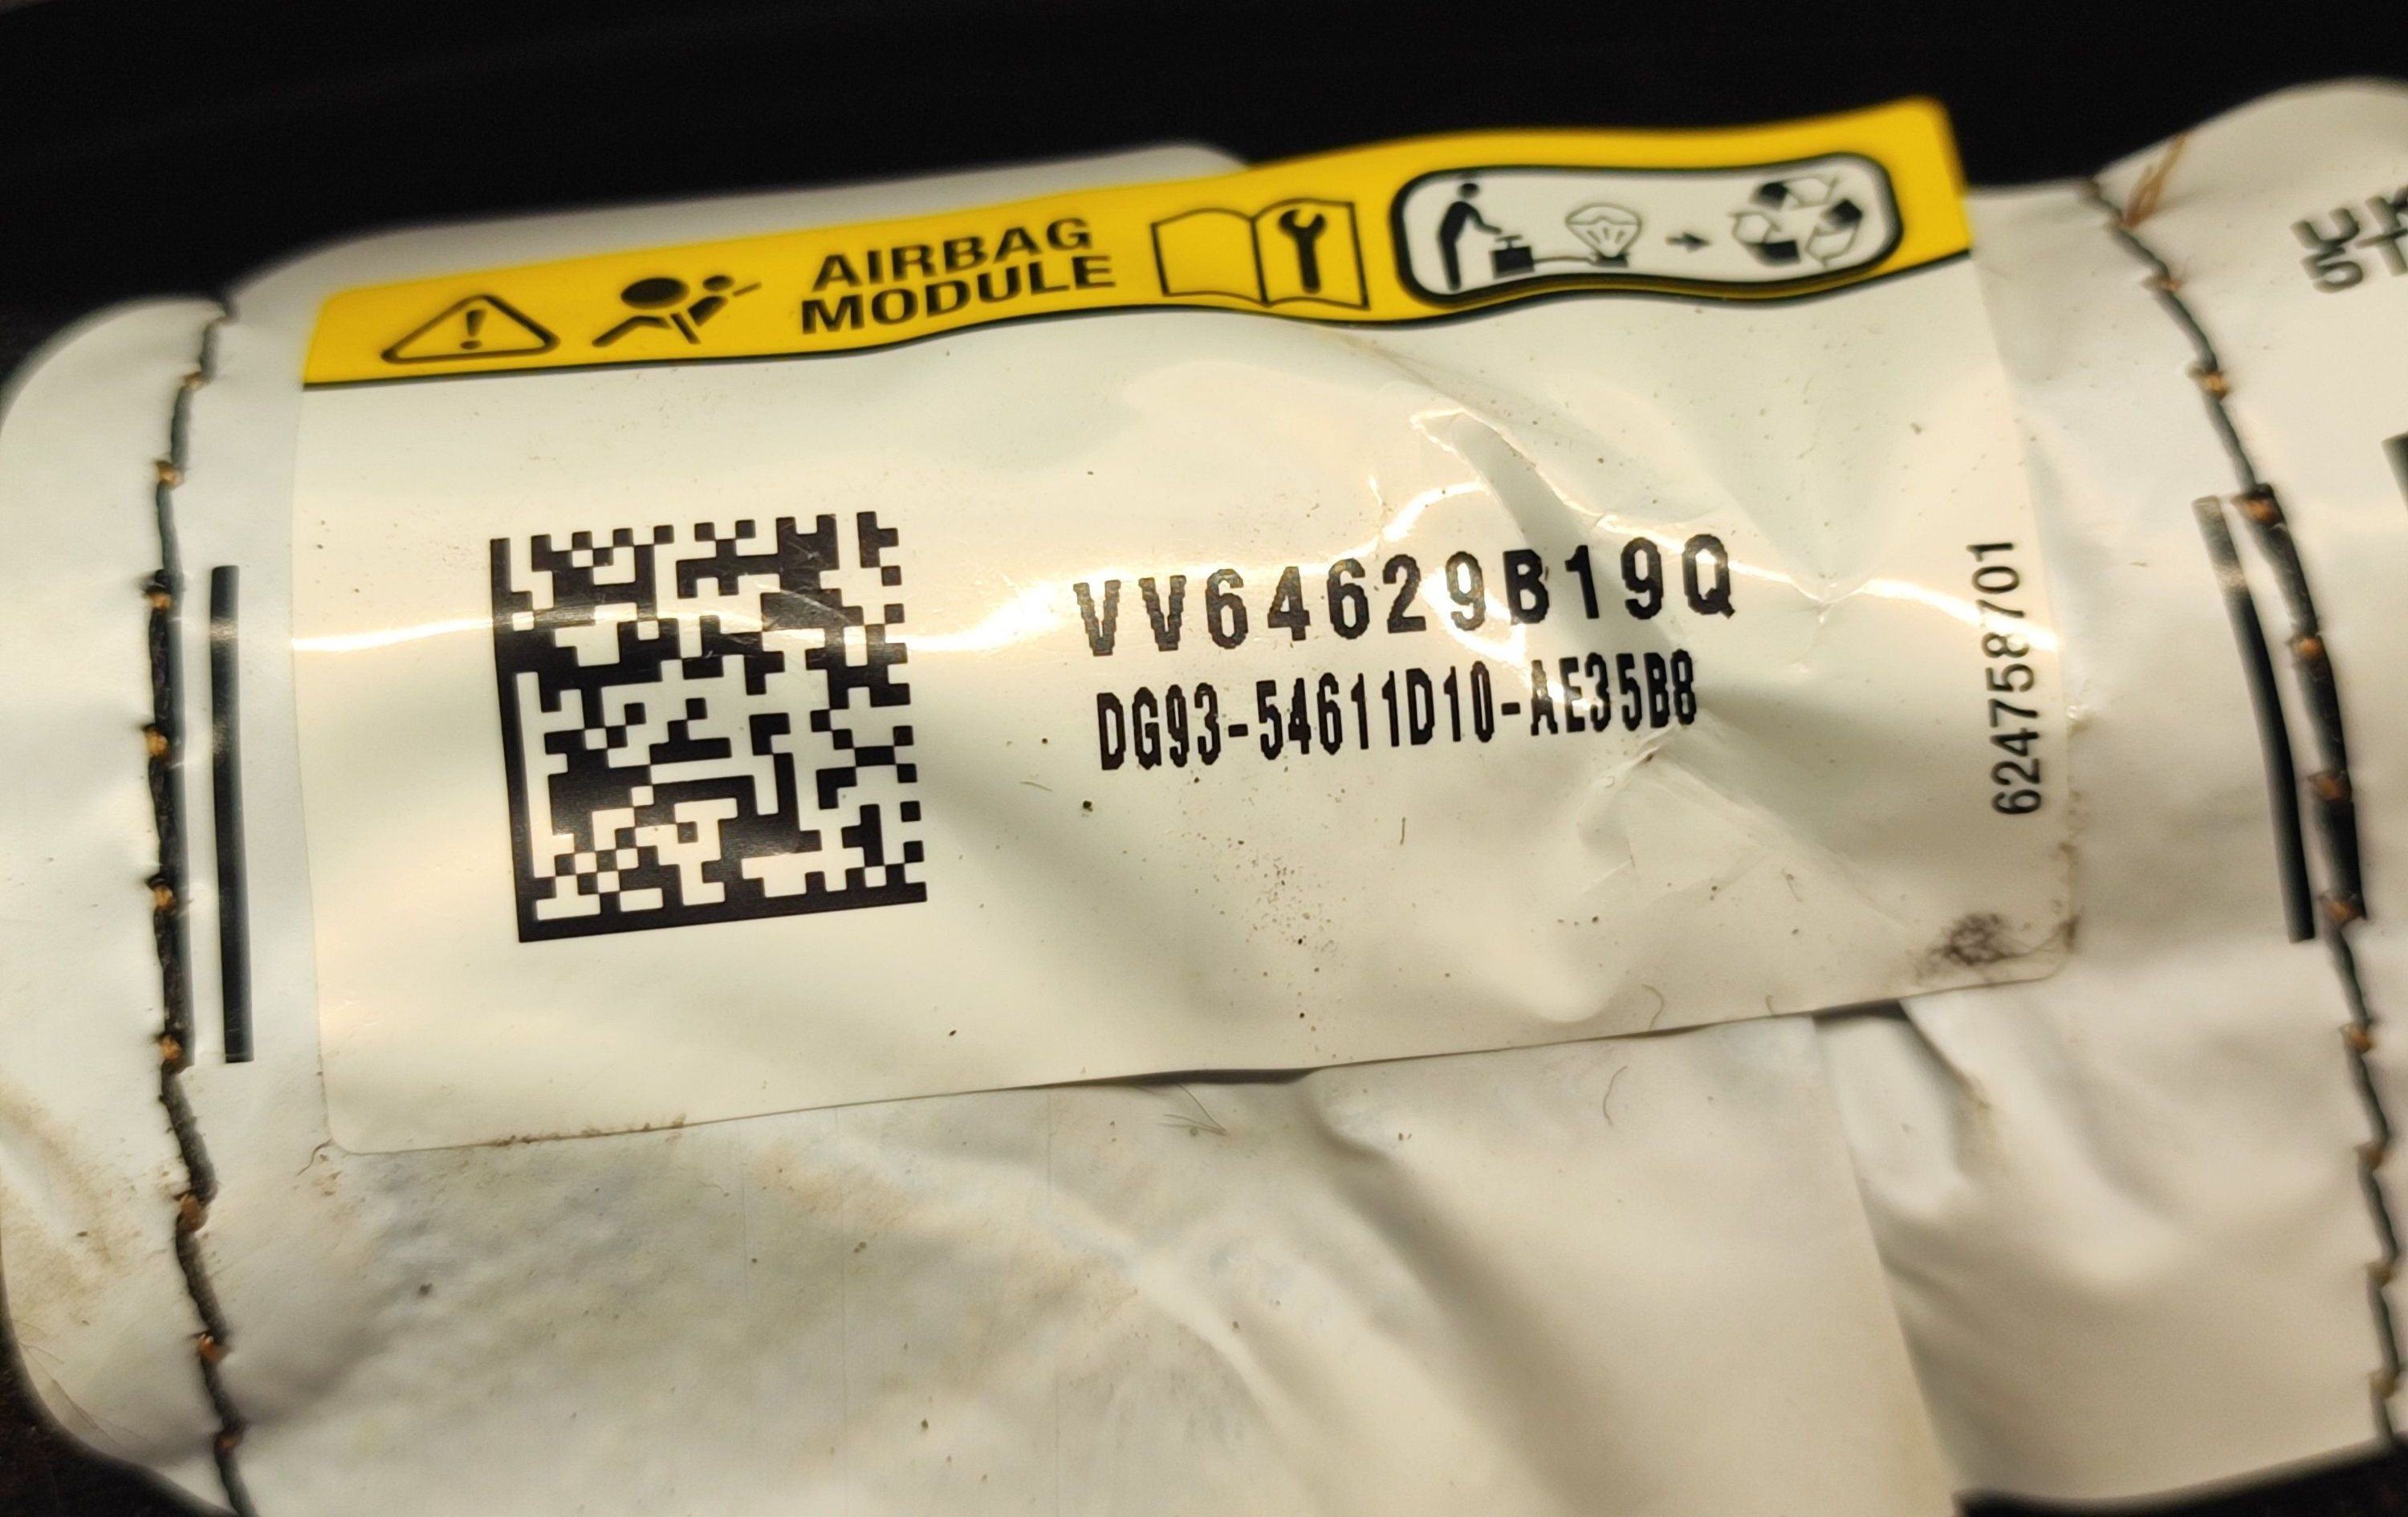 AIRBAG
MODULE
VV64629B19Q
DG93-54611D10-AE35B8
624758701